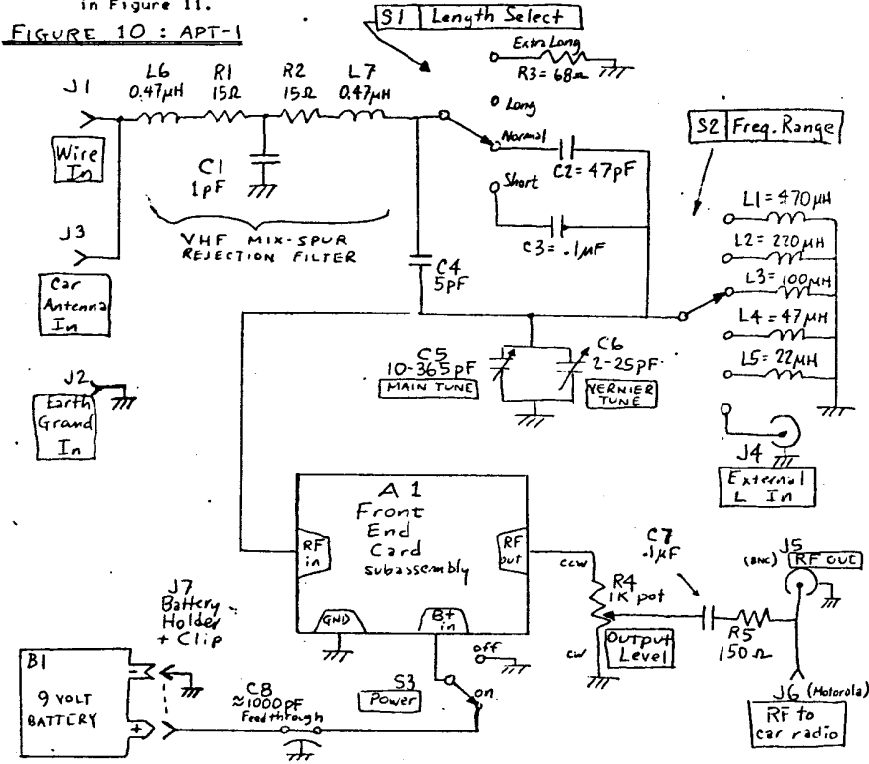 in Figure 11.
FIGURE 10 : APT-1
S1 Length Select
Extra Long
R3 = 68Ω
Long
Normal
C2 = 47pF
Short
C3 = .1µF
S2 Freq. Range
L1 = 470µH
L2 = 220µH
L3 = 100µH
L4 = 47µH
L5 = 22µH
J4
External
L In
J1
Wire
In
L6
0.47µH
R1
15Ω
R2
15Ω
L7
0.47µH
C1
1pF
VHF MIX-SPUR
REJECTION FILTER
J3
Car
Antenna
In
J2
Earth
Grand
In
C4
5pF
C5
10-365pF
MAIN TUNE
C6
2-25pF
VERNIER
TUNE
A1
Front
End
Card
subassembly
RF
in
RF
out
GND
B+
in
ccw
R4
1K pot
cw
Output
Level
C7
.1µF
R5
150Ω
J5
(BNC) RF OUT
J6 (Motorola)
RF to
car radio
J7
Battery
Holder
+ Clip
B1
9 VOLT
BATTERY
-
+
C8
≈1000pF
Feedthrough
S3
Power
off
on